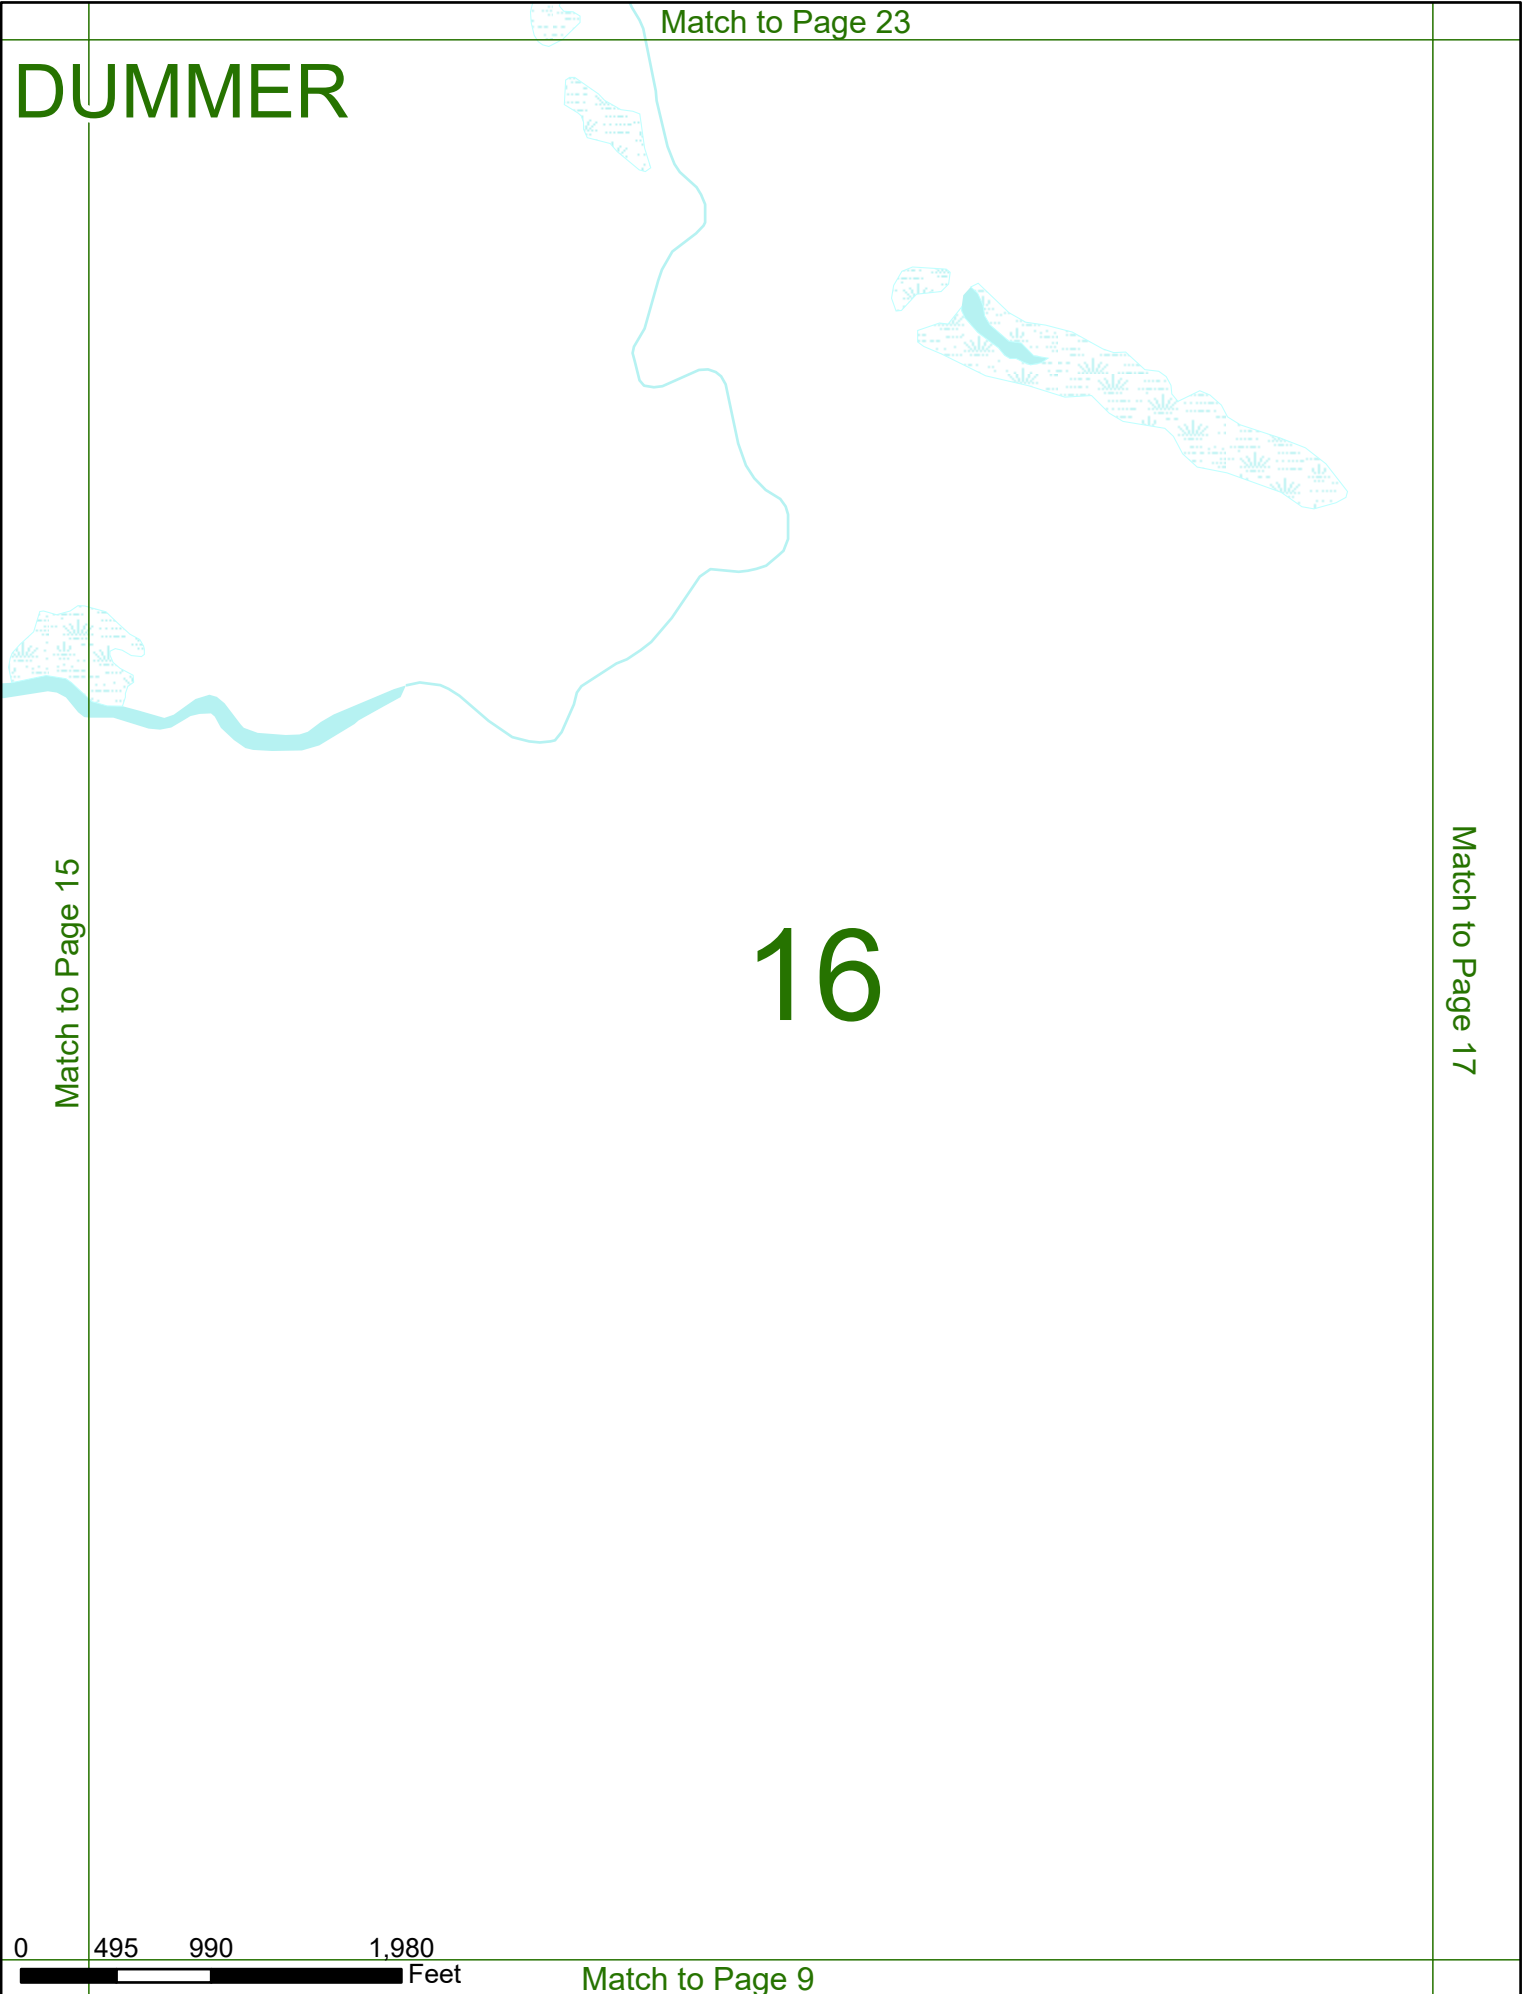 Match to Page 23
DUMMER
Match to Page 15
16
Match to Page 17
0 495 990 1,980
Feet
Match to Page 9